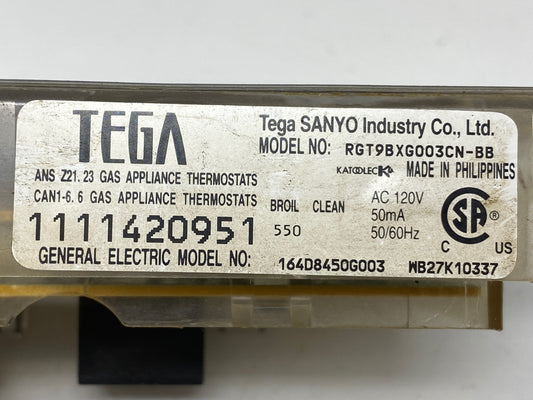 TEGA
Tega SANYO Industry Co., Ltd.
MODEL NO: RGT9BXG003CN-BB
KATOOLEC MADE IN PHILIPPINES
ANS Z21. 23 GAS APPLIANCE THERMOSTATS
CAN1-6. 6 GAS APPLIANCE THERMOSTATS
1111420951
BROIL CLEAN
550
AC 120V
50mA
50/60Hz
SA
®
C US
GENERAL ELECTRIC MODEL NO: 164D8450G003 WB27K10337